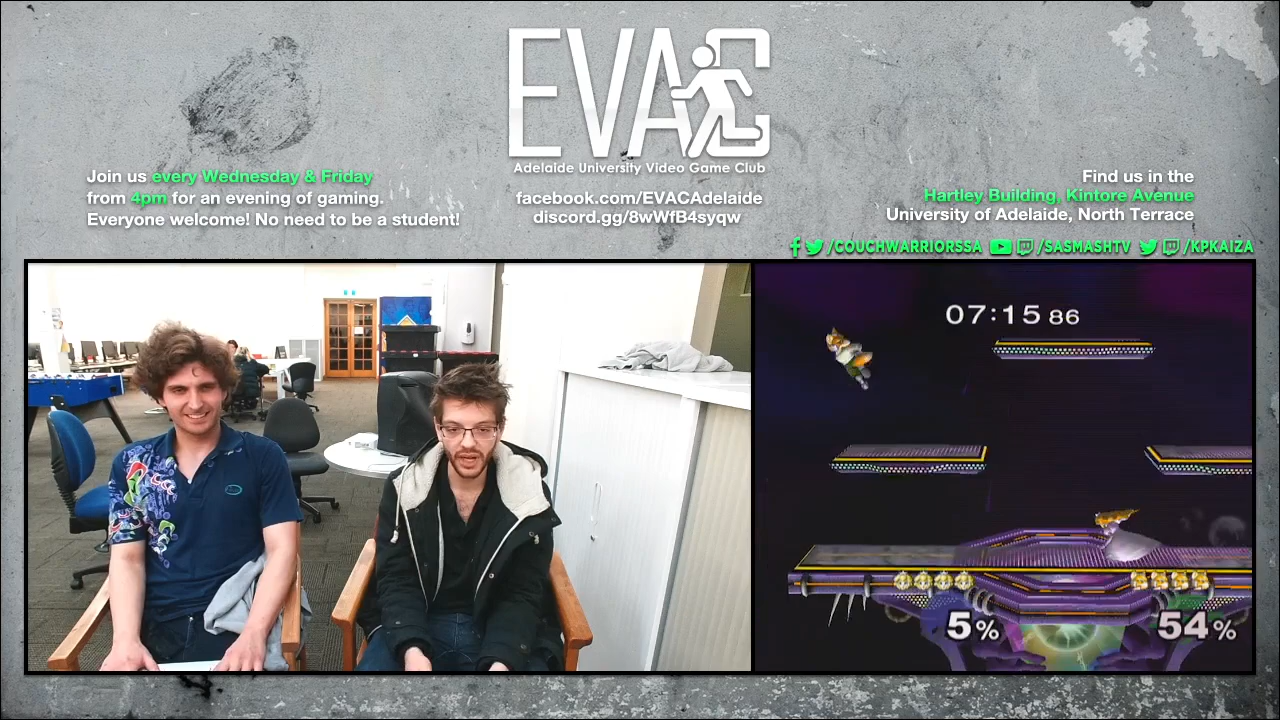 EVAC
Adelaide University Video Game Club
Join us every Wednesday & Friday
from 4pm for an evening of gaming.
Everyone welcome! No need to be a student!
facebook.com/EVACAdelaide
discord.gg/8wWfB4syqw
Find us in the
Hartley Building, Kintore Avenue
University of Adelaide, North Terrace
/COUCHWARRIORSSA /SASMASHTV /KPKAIZA
07:15 86
5% 54%